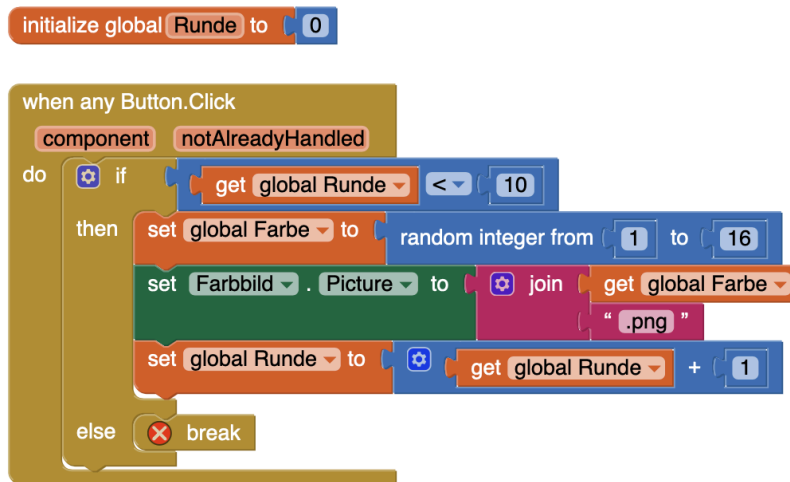 initialize global Runde to 0
when any Button.Click
component notAlreadyHandled
do if get global Runde < 10
then set global Farbe to random integer from 1 to 16
set Farbbild . Picture to join get global Farbe
“ .png ”
set global Runde to get global Runde + 1
else break